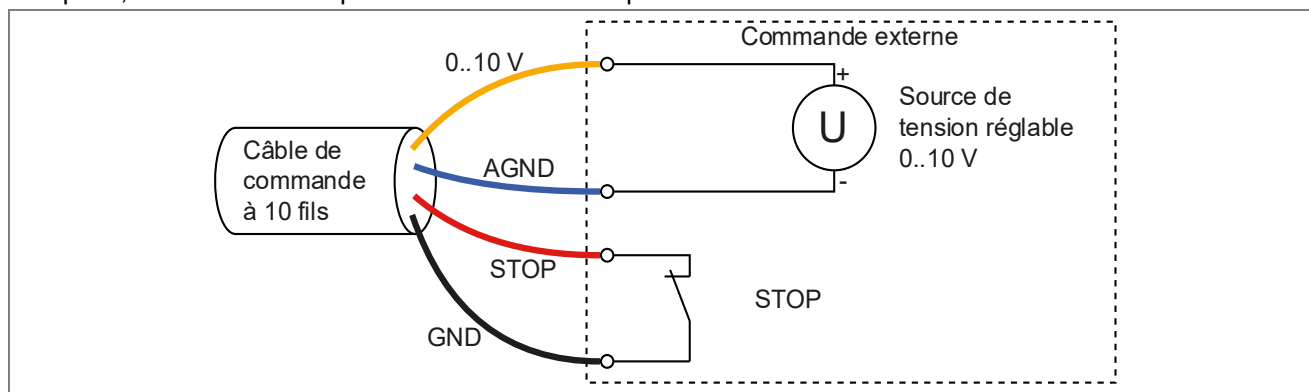 Commande externe
0..10 V
+
U
Source de
tension réglable
0..10 V
-
Câble de
commande
à 10 fils
AGND
STOP
STOP
GND